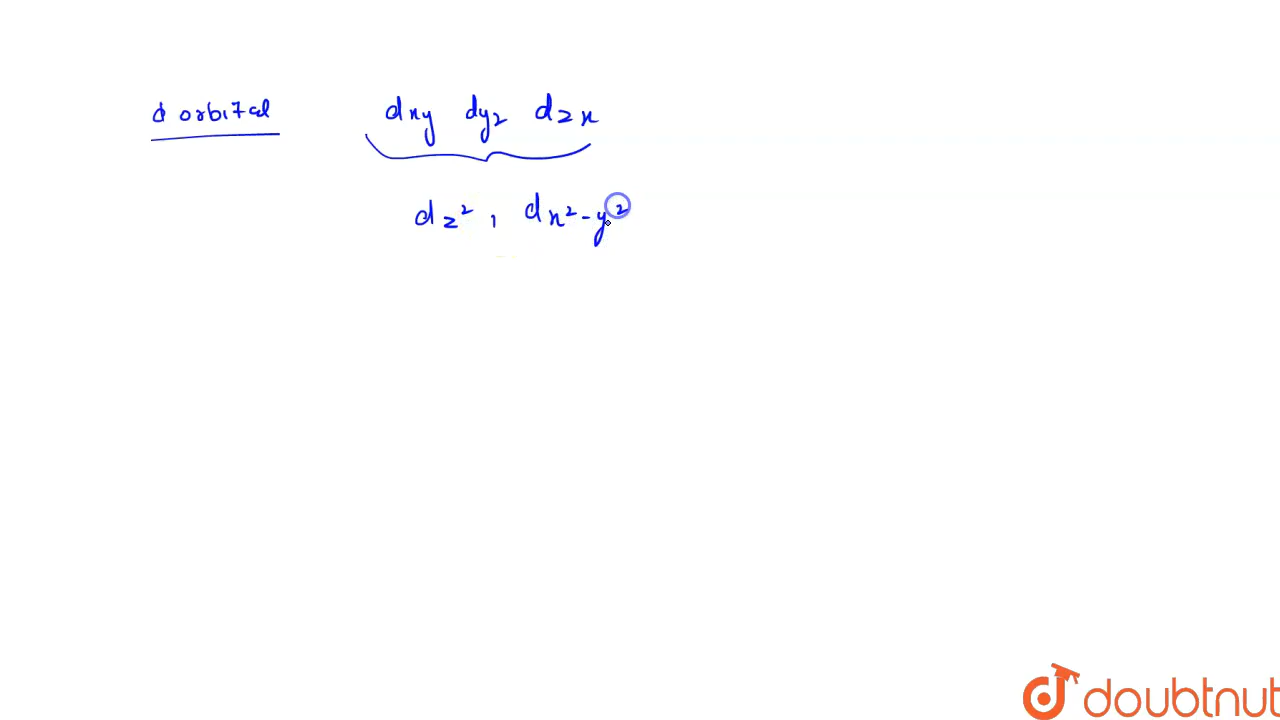 d orbital dxy dyz dzx
dz², dx²-y²
doubtnut